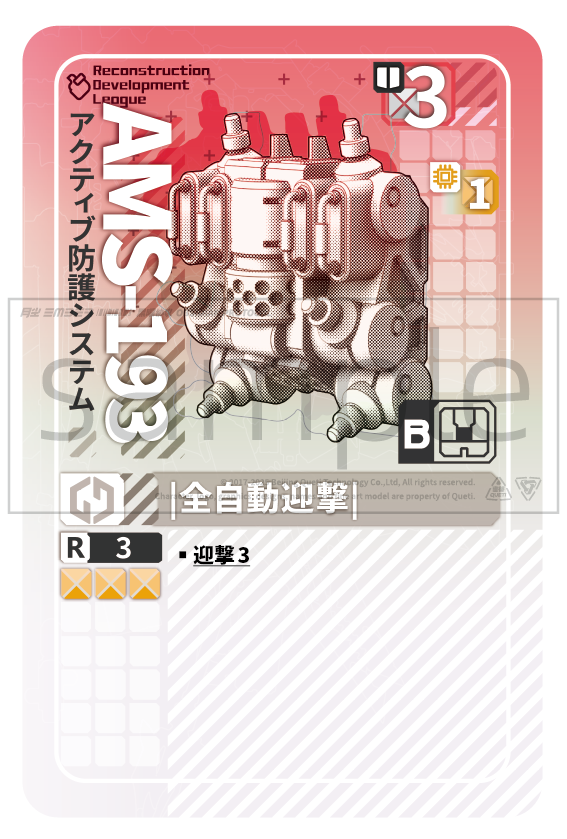 Reconstruction
Development
League
アクティブ防護システム
AMS-193
3
1
B
sample
全自動迎撃
R 3
▪ 迎撃3